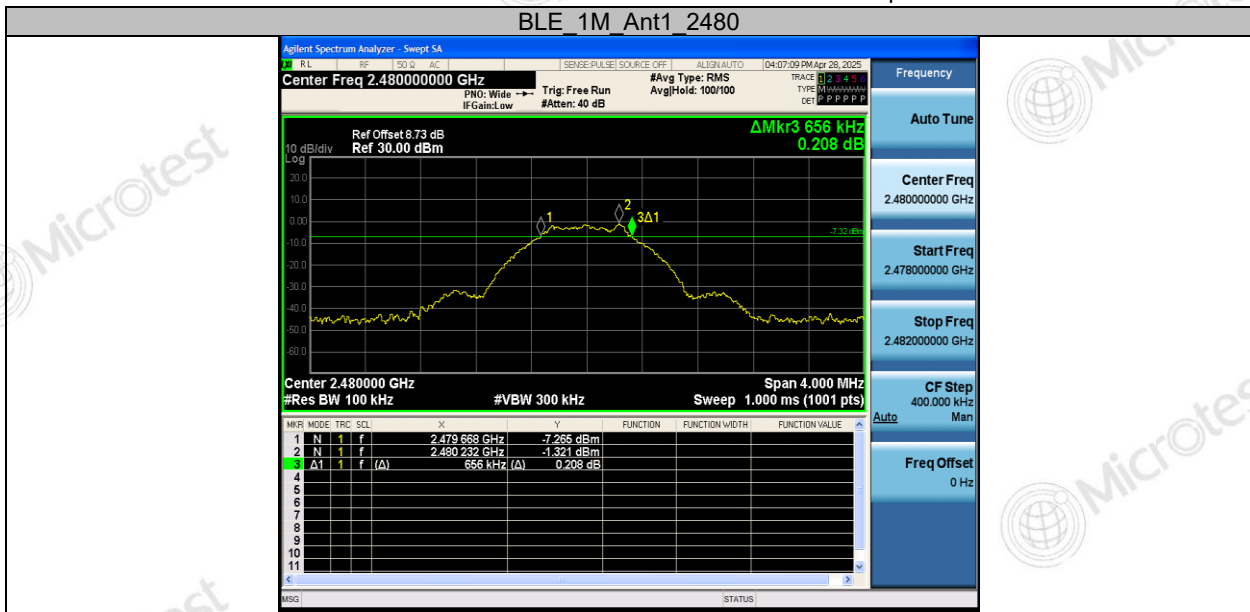 BLE_1M_Ant1_2480
Agilent Spectrum Analyzer - Swept SA
RL RF 50 Ω AC SENSE:PULSE SOURCE OFF ALIGN AUTO 04:07:09 PM Apr 28, 2025
Center Freq 2.480000000 GHz
PNO: Wide
IFGain:Low
Trig: Free Run
#Atten: 40 dB
#Avg Type: RMS
Avg|Hold: 100/100
TRACE 1 2 3 4 5 6
TYPE M W W W W W
DET P P P P P P
Frequency
Auto Tune
Center Freq
2.480000000 GHz
Start Freq
2.478000000 GHz
Stop Freq
2.482000000 GHz
CF Step
400.000 kHz
Auto Man
Freq Offset
0 Hz
ΔMkr3 656 kHz
0.208 dB
Ref Offset 8.73 dB
10 dB/div Ref 30.00 dBm
Log
20.0
10.0
0.00
-10.0
-20.0
-30.0
-40.0
-50.0
-60.0
1
2
3Δ1
-7.32 dBm
Center 2.480000 GHz Span 4.000 MHz
#Res BW 100 kHz #VBW 300 kHz Sweep 1.000 ms (1001 pts)
MKR MODE TRC SCL X Y FUNCTION FUNCTION WIDTH FUNCTION VALUE
1 N 1 f 2.479 668 GHz -7.265 dBm
2 N 1 f 2.480 232 GHz -1.321 dBm
3 Δ1 1 f (Δ) 656 kHz (Δ) 0.208 dB
4
5
6
7
8
9
10
11
MSG STATUS
Microtest
Microtest